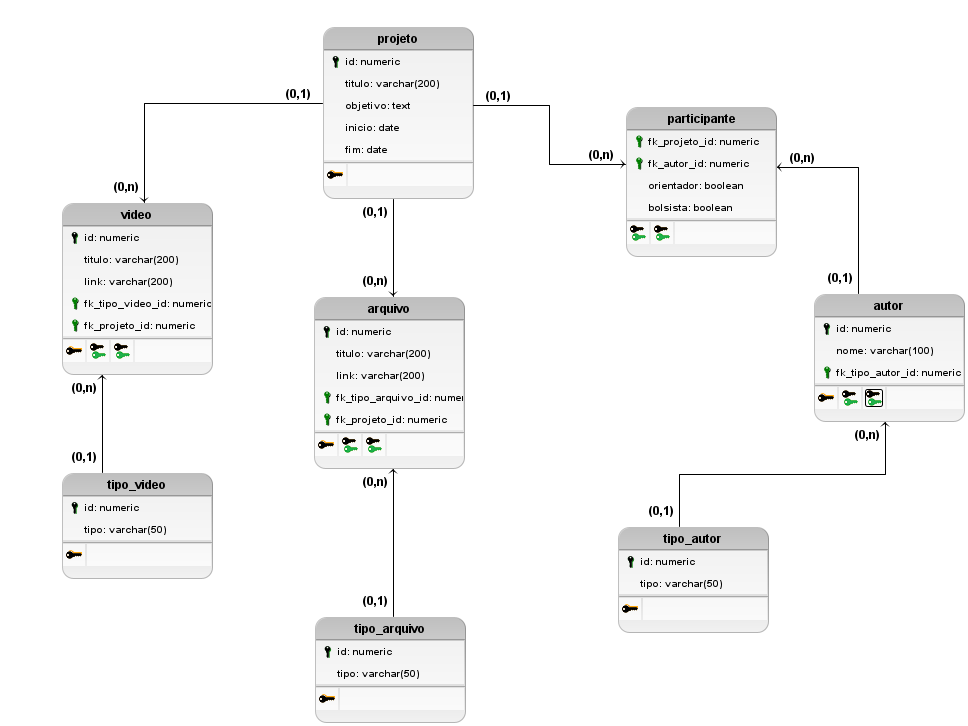 projeto
id: numeric
titulo: varchar(200)
objetivo: text
inicio: date
fim: date
(0,1)
(0,1)
(0,1)
(0,n)
(0,n)
(0,n)
(0,n)
participante
fk_projeto_id: numeric
fk_autor_id: numeric
orientador: boolean
bolsista: boolean
video
id: numeric
titulo: varchar(200)
link: varchar(200)
fk_tipo_video_id: numeric
fk_projeto_id: numeric
(0,n)
(0,1)
arquivo
id: numeric
titulo: varchar(200)
link: varchar(200)
fk_tipo_arquivo_id: numer
fk_projeto_id: numeric
(0,n)
(0,1)
(0,1)
autor
id: numeric
nome: varchar(100)
fk_tipo_autor_id: numeric
(0,n)
(0,1)
tipo_video
id: numeric
tipo: varchar(50)
tipo_autor
id: numeric
tipo: varchar(50)
tipo_arquivo
id: numeric
tipo: varchar(50)